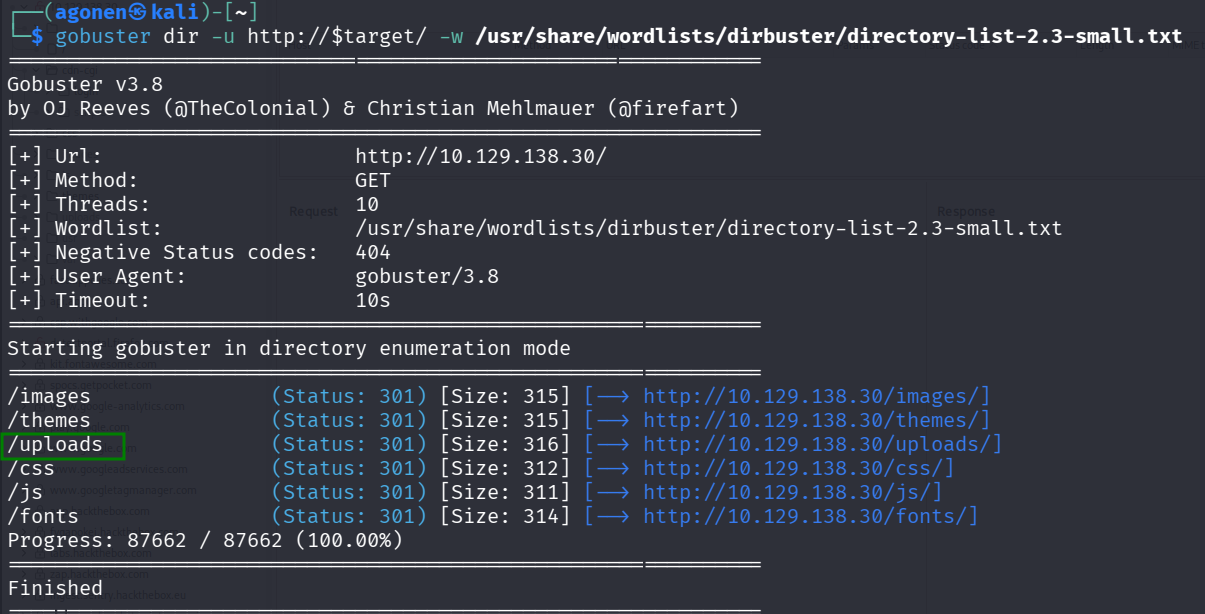 ┌──(agonen㉿kali)-[~]
└─$ gobuster dir -u http://$target/ -w /usr/share/wordlists/dirbuster/directory-list-2.3-small.txt
===============================================================
Gobuster v3.8
by OJ Reeves (@TheColonial) & Christian Mehlmauer (@firefart)
===============================================================
[+] Url:                     http://10.129.138.30/
[+] Method:                  GET
[+] Threads:                 10
[+] Wordlist:                /usr/share/wordlists/dirbuster/directory-list-2.3-small.txt
[+] Negative Status codes:   404
[+] User Agent:              gobuster/3.8
[+] Timeout:                 10s
===============================================================
Starting gobuster in directory enumeration mode
===============================================================
/images               (Status: 301) [Size: 315] [--> http://10.129.138.30/images/]
/themes               (Status: 301) [Size: 315] [--> http://10.129.138.30/themes/]
/uploads              (Status: 301) [Size: 316] [--> http://10.129.138.30/uploads/]
/css                  (Status: 301) [Size: 312] [--> http://10.129.138.30/css/]
/js                   (Status: 301) [Size: 311] [--> http://10.129.138.30/js/]
/fonts                (Status: 301) [Size: 314] [--> http://10.129.138.30/fonts/]
Progress: 87662 / 87662 (100.00%)
===============================================================
Finished
===============================================================
Request
Response